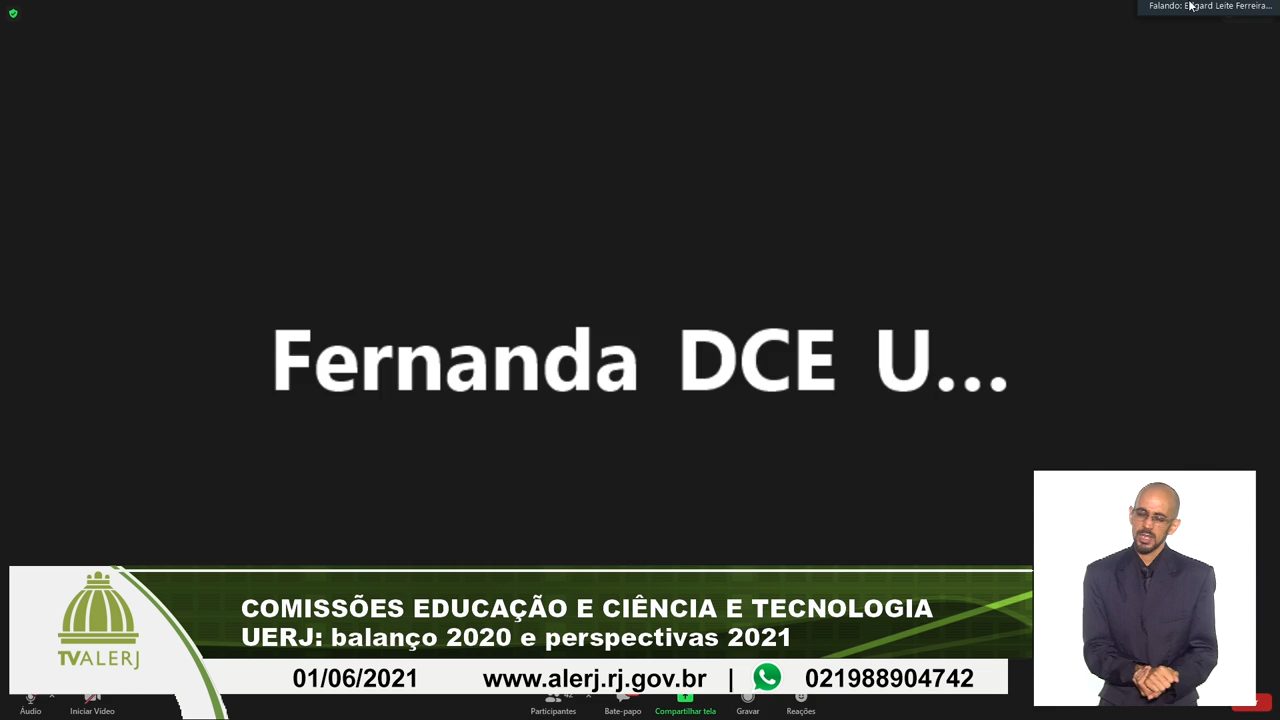 Falando: Edgard Leite Ferreira...
Fernanda DCE U...
COMISSÕES EDUCAÇÃO E CIÊNCIA E TECNOLOGIA
UERJ: balanço 2020 e perspectivas 2021
TVALERJ
01/06/2021 www.alerj.rj.gov.br | 021988904742
Áudio Iniciar Vídeo Participantes Bate-papo Compartilhar tela Gravar Reações